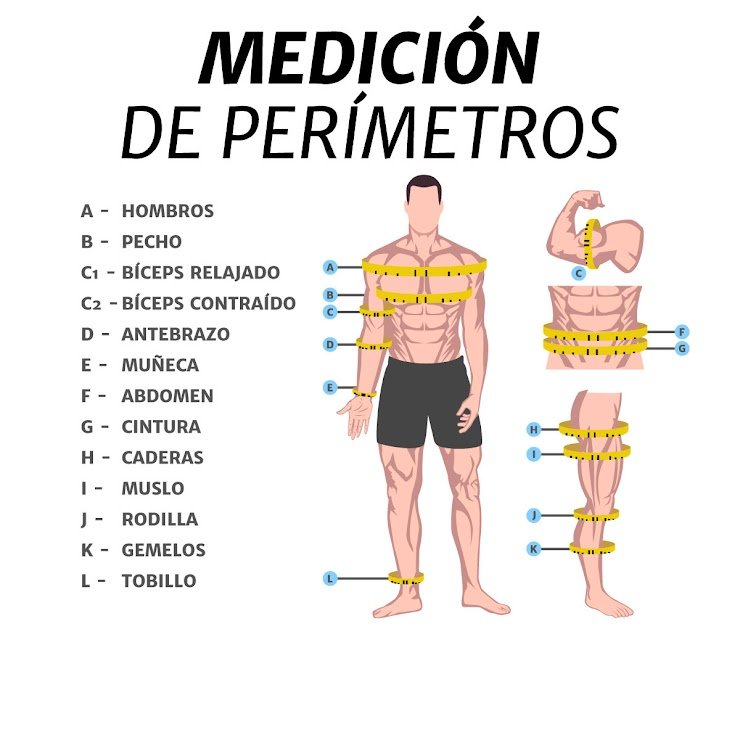 MEDICIÓN
DE PERÍMETROS
A - HOMBROS
B - PECHO
C1 - BÍCEPS RELAJADO
C2 - BÍCEPS CONTRAÍDO
D - ANTEBRAZO
E - MUÑECA
F - ABDOMEN
G - CINTURA
H - CADERAS
I - MUSLO
J - RODILLA
K - GEMELOS
L - TOBILLO
A
B
C
D
E
L
C
F
G
H
I
J
K